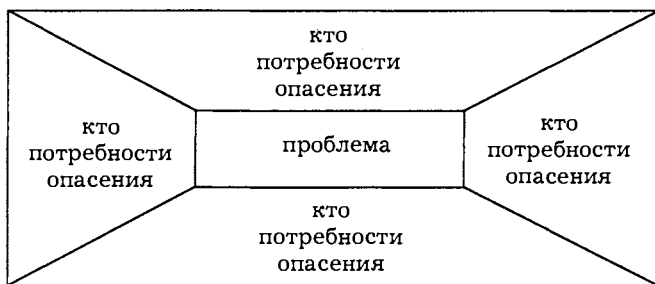 кто
потребности
опасения
кто
потребности
опасения
проблема
кто
потребности
опасения
кто
потребности
опасения